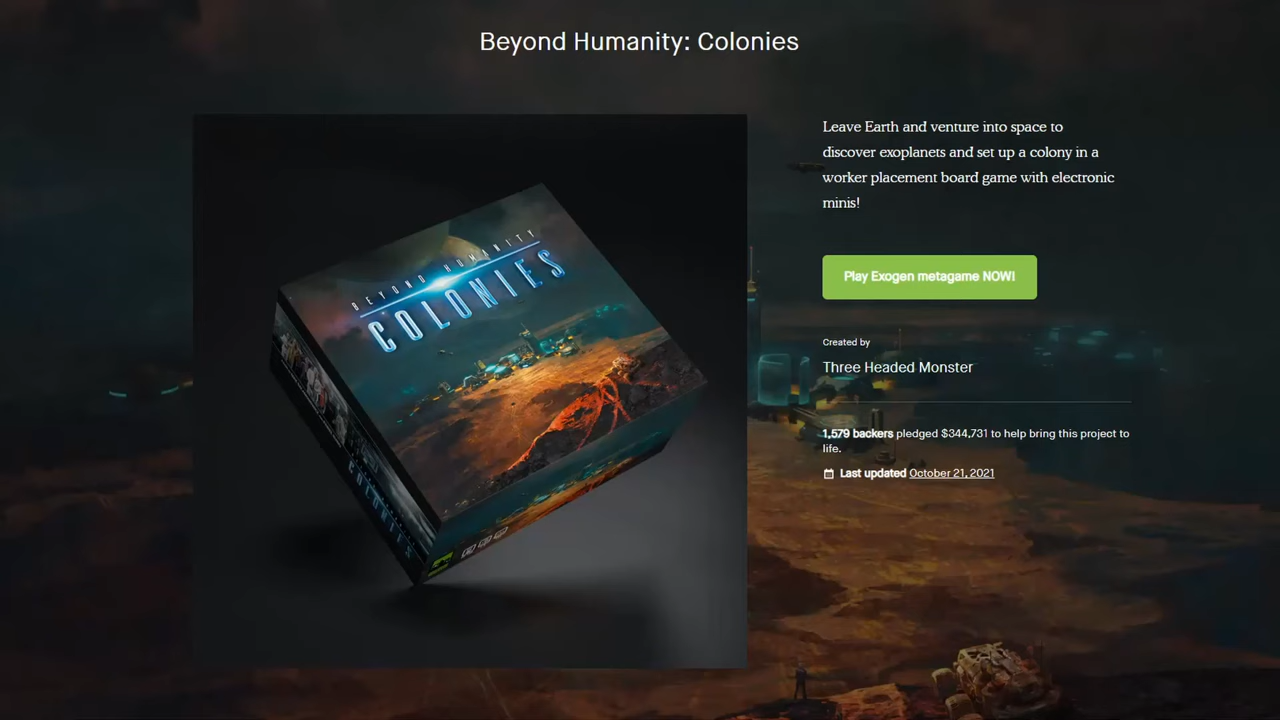 Beyond Humanity: Colonies
Leave Earth and venture into space to
discover exoplanets and set up a colony in a
worker placement board game with electronic
minis!
BEYOND HUMANITY
COLONIES
COLONIES
Play Exogen metagame NOW!
Created by
Three Headed Monster
1,579 backers pledged $344,731 to help bring this project to
life.
Last updated October 21, 2021